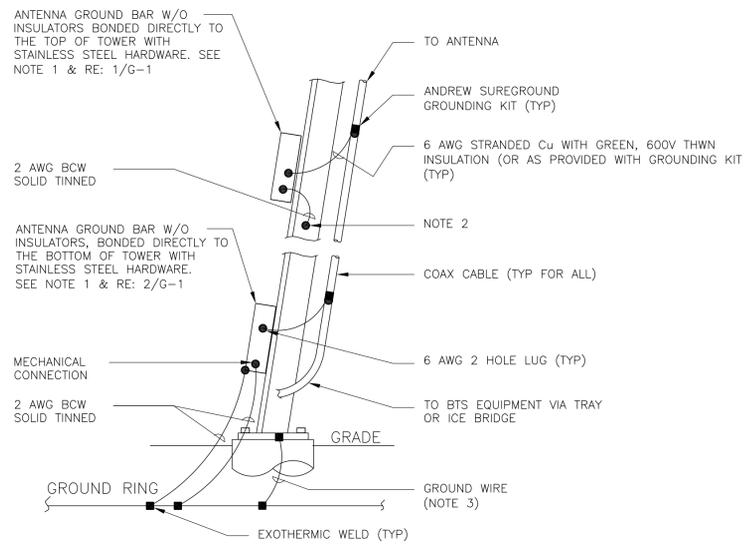 ANTENNA GROUND BAR W/O
INSULATORS BONDED DIRECTLY TO
THE TOP OF TOWER WITH
STAINLESS STEEL HARDWARE. SEE
NOTE 1 & RE: 1/G-1
TO ANTENNA
ANDREW SUREGROUND
GROUNDING KIT (TYP)
6 AWG STRANDED Cu WITH GREEN, 600V THWN
INSULATION (OR AS PROVIDED WITH GROUNDING KIT
(TYP)
2 AWG BCW
SOLID TINNED
NOTE 2
ANTENNA GROUND BAR W/O
INSULATORS, BONDED DIRECTLY TO
THE BOTTOM OF TOWER WITH
STAINLESS STEEL HARDWARE.
SEE NOTE 1 & RE: 2/G-1
COAX CABLE (TYP FOR ALL)
MECHANICAL
CONNECTION
6 AWG 2 HOLE LUG (TYP)
2 AWG BCW
SOLID TINNED
TO BTS EQUIPMENT VIA TRAY
OR ICE BRIDGE
GRADE
GROUND RING
GROUND WIRE
(NOTE 3)
EXOTHERMIC WELD (TYP)